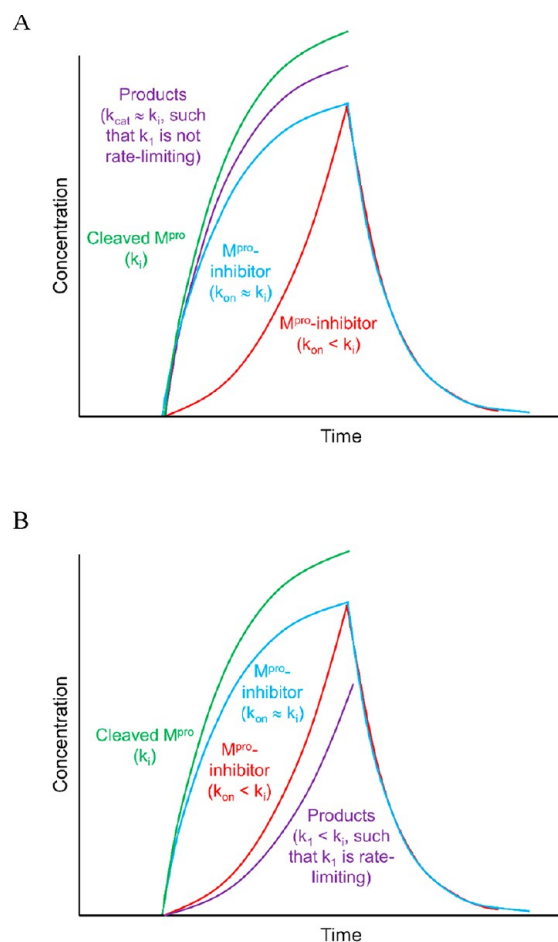 A
Products
(kcat ≈ ki, such
that k1 is not
rate-limiting)
Cleaved Mpro
(ki)
Mpro-
inhibitor
(kon ≈ ki)
Mpro-inhibitor
(kon < ki)
Concentration
Time
B
Mpro-
inhibitor
(kon ≈ ki)
Cleaved Mpro
(ki)
Mpro-
inhibitor
(kon < ki)
Products
(k1 < ki, such
that k1 is rate-
limiting)
Concentration
Time